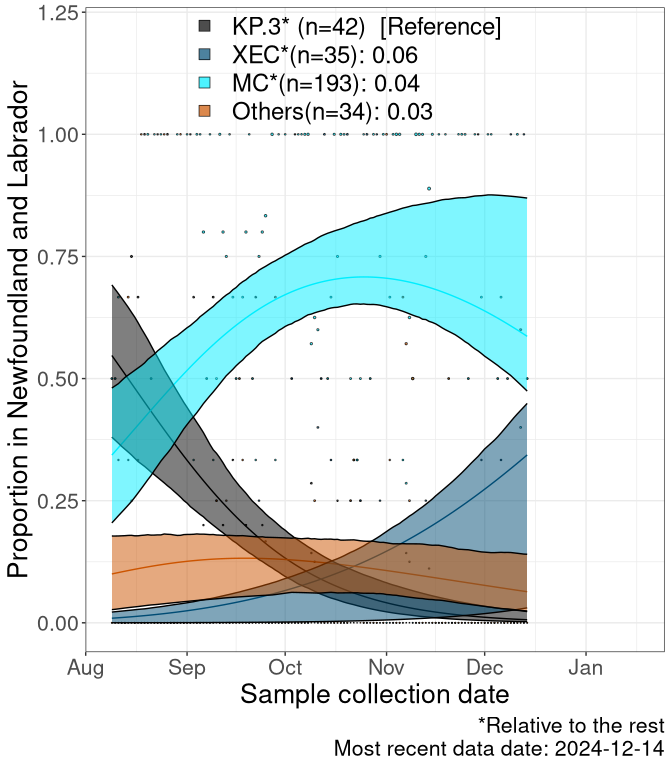 KP.3* (n=42)  [Reference]
XEC*(n=35): 0.06
MC*(n=193): 0.04
Others(n=34): 0.03
Proportion in Newfoundland and Labrador
1.25
1.00
0.75
0.50
0.25
0.00
Aug Sep Oct Nov Dec Jan
Sample collection date
*Relative to the rest
Most recent data date: 2024-12-14